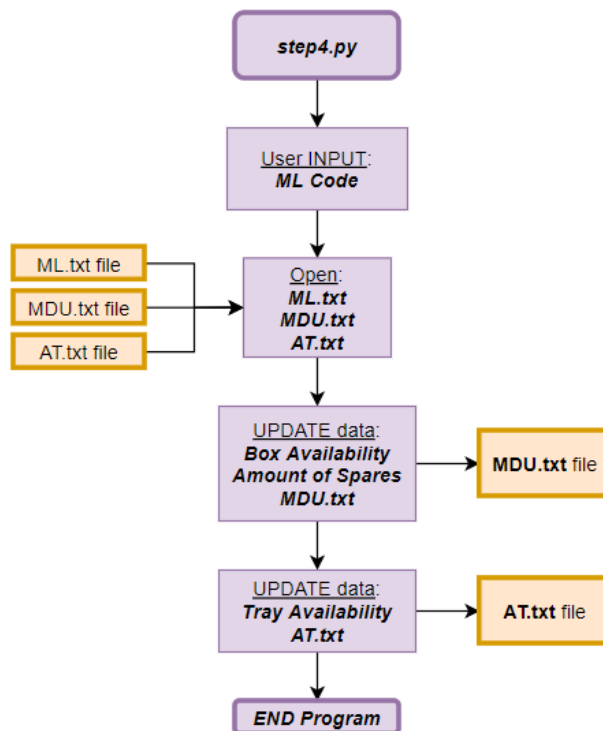 step4.py
User INPUT:
ML Code
ML.txt file
MDU.txt file
AT.txt file
Open:
ML.txt
MDU.txt
AT.txt
UPDATE data:
Box Availability
Amount of Spares
MDU.txt
MDU.txt file
UPDATE data:
Tray Availability
AT.txt
AT.txt file
END Program